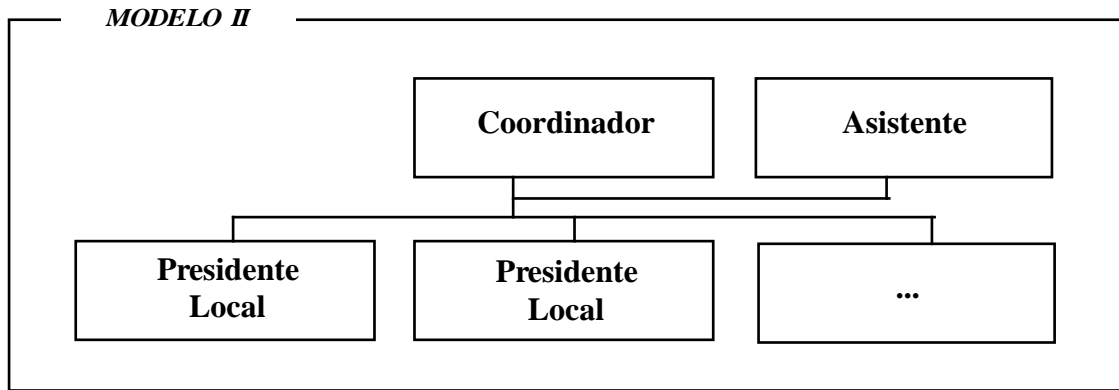 MODELO II
Coordinador
Asistente
Presidente
Local
Presidente
Local
...